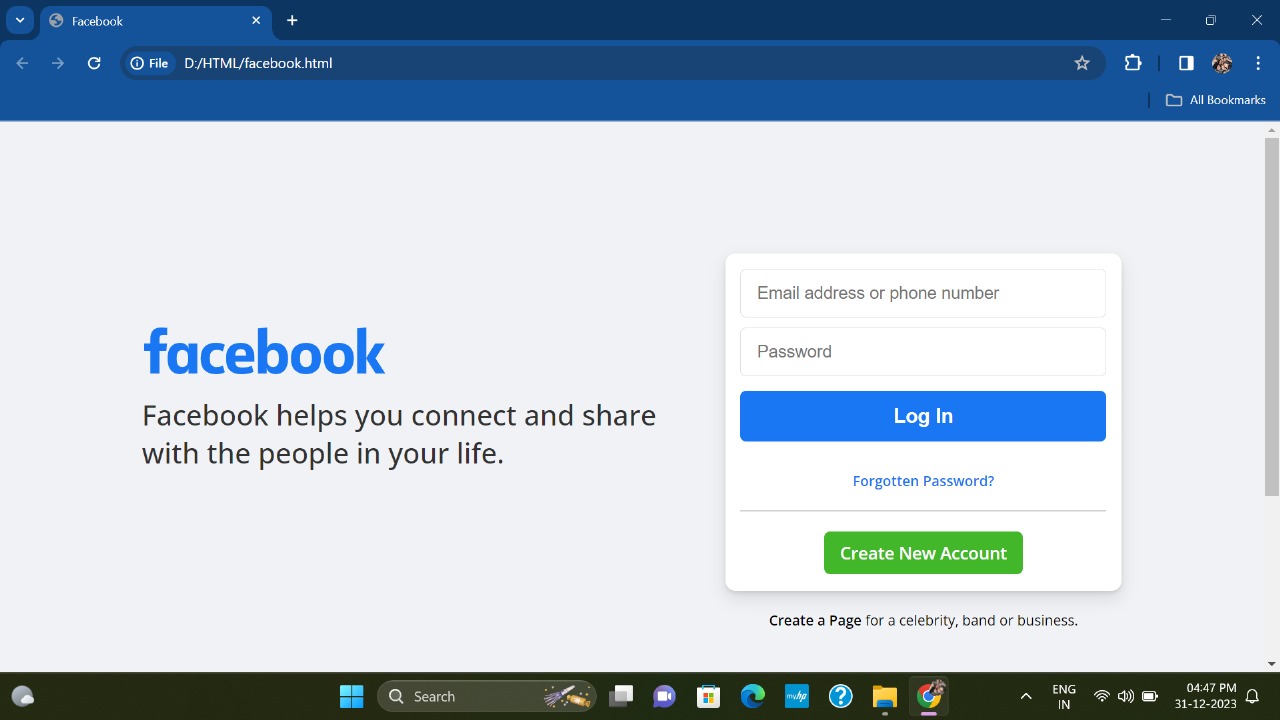 Facebook
File
D:/HTML/facebook.html
All Bookmarks
facebook
Facebook helps you connect and share
with the people in your life.
Email address or phone number
Password
Log In
Forgotten Password?
Create New Account
Create a Page for a celebrity, band or business.
Search
myhp
ENG
IN
04:47 PM
31-12-2023